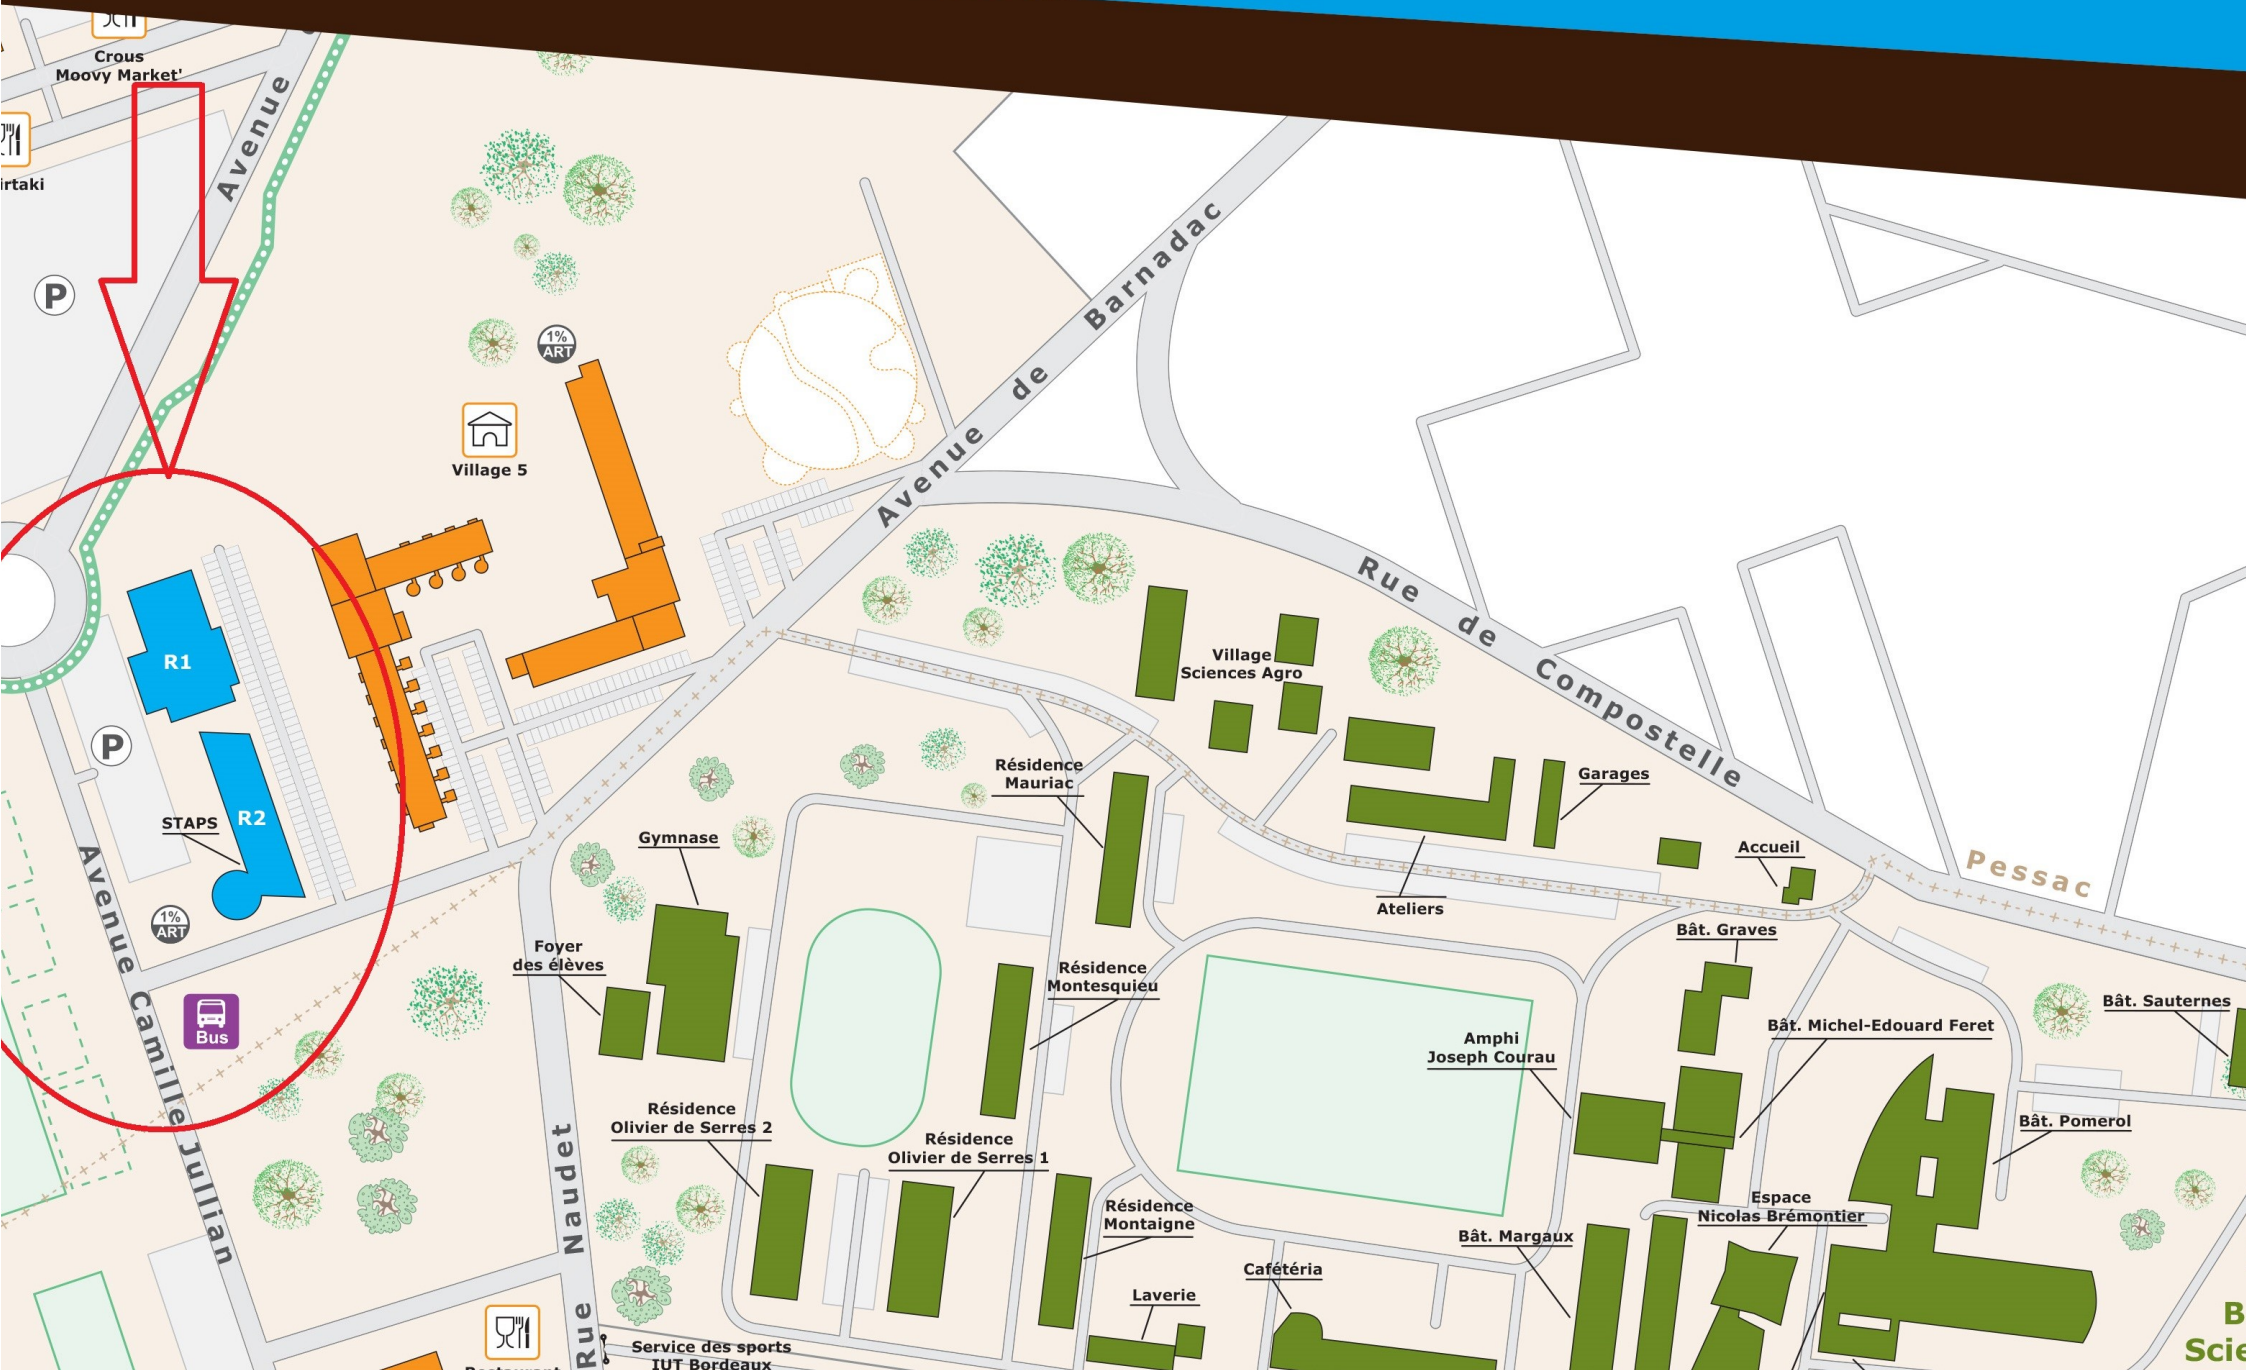 Crous
Moovy Market'
irtaki
Avenue
P
1%
ART
Village 5
Avenue de Barnadac
Rue de Compostelle
Pessac
R1
P
STAPS
R2
1%
ART
Bus
Avenue Camille Jullian
Rue Naudet
Village
Sciences Agro
Résidence
Mauriac
Garages
Accueil
Ateliers
Gymnase
Foyer
des élèves
Bât. Graves
Résidence
Montesquieu
Bât. Sauternes
Bât. Michel-Edouard Feret
Amphi
Joseph Courau
Résidence
Olivier de Serres 2
Résidence
Olivier de Serres 1
Bât. Pomerol
Résidence
Montaigne
Espace
Nicolas Brémontier
Bât. Margaux
Cafétéria
Laverie
Service des sports
IUT Bordeaux
Restaurant
B
Scie